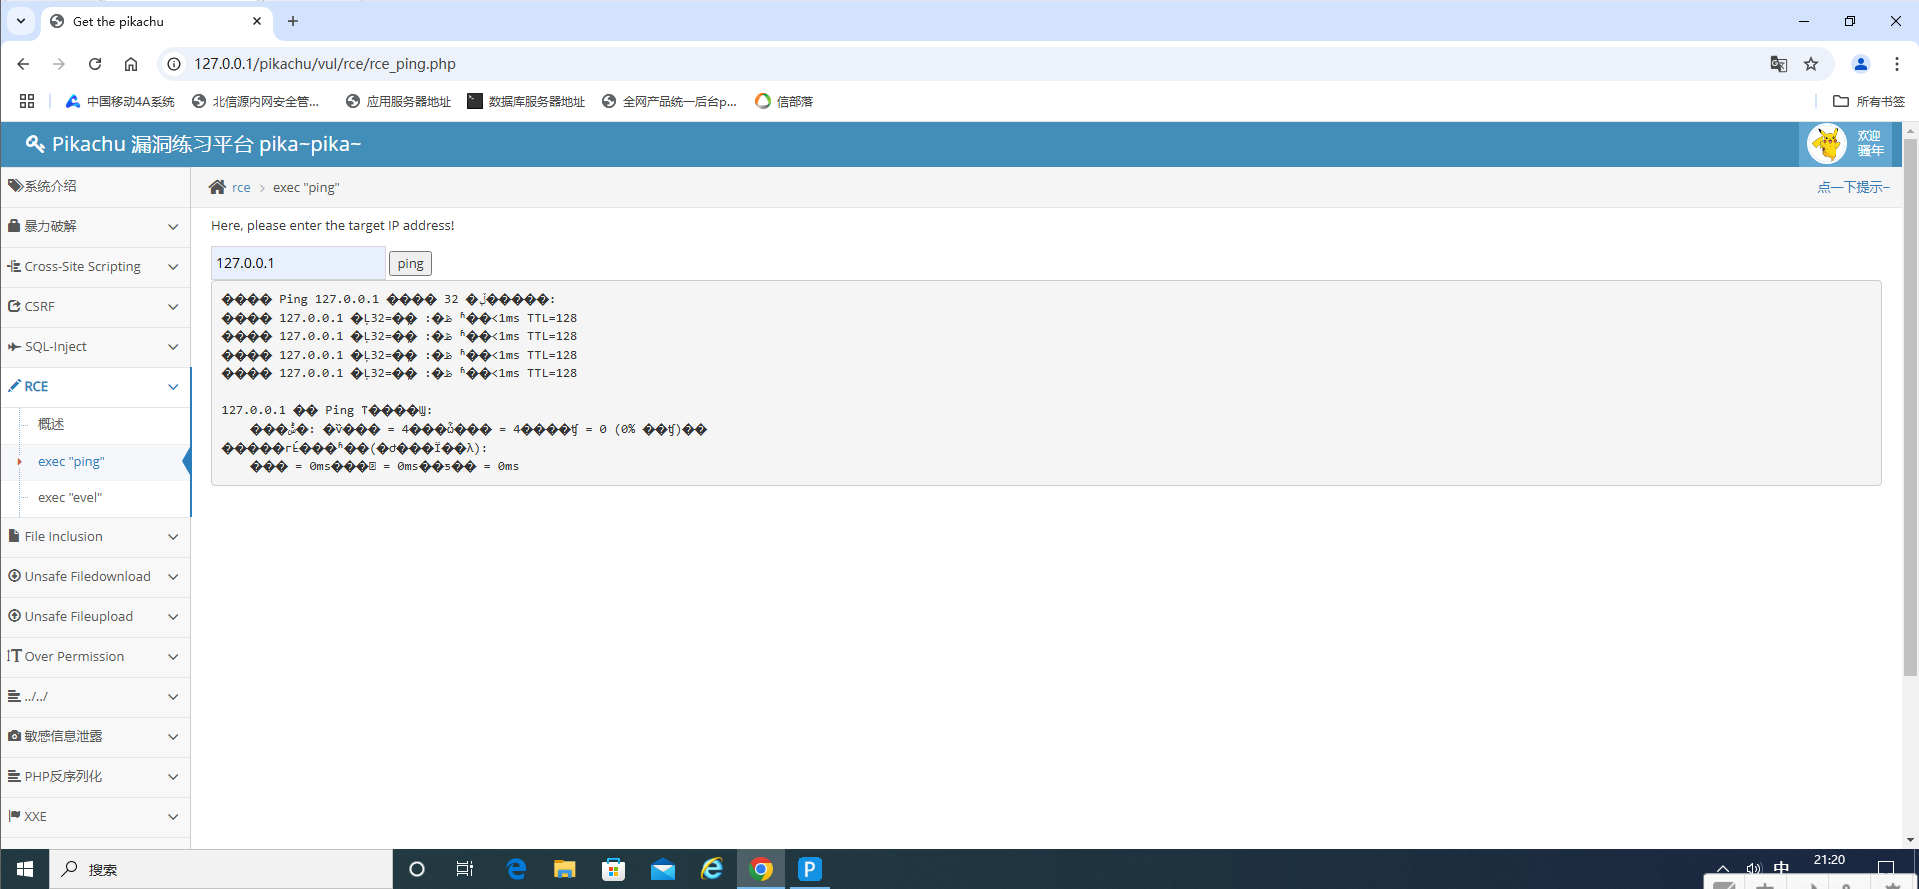 Get the pikachu
127.0.0.1/pikachu/vul/rce/rce_ping.php
中国移动4A系统 北信源内网安全管... 应用服务器地址 数据库服务器地址 全网产品统一后台p... 信部落 所有书签
Pikachu 漏洞练习平台 pika~pika~
欢迎
骚年
系统介绍
暴力破解
Cross-Site Scripting
CSRF
SQL-Inject
RCE
概述
exec "ping"
exec "evel"
File Inclusion
Unsafe Filedownload
Unsafe Fileupload
Over Permission
../../
敏感信息泄露
PHP反序列化
XXE
rce > exec "ping"
点一下提示~
Here, please enter the target IP address!
127.0.0.1 ping
Ping 127.0.0.1 32
127.0.0.1 32= <1ms TTL=128
127.0.0.1 32= <1ms TTL=128
127.0.0.1 32= <1ms TTL=128
127.0.0.1 32= <1ms TTL=128
127.0.0.1 Ping
= 4 = 4 = 0 (0%
= 0ms = 0ms = 0ms
搜索
中
21:20